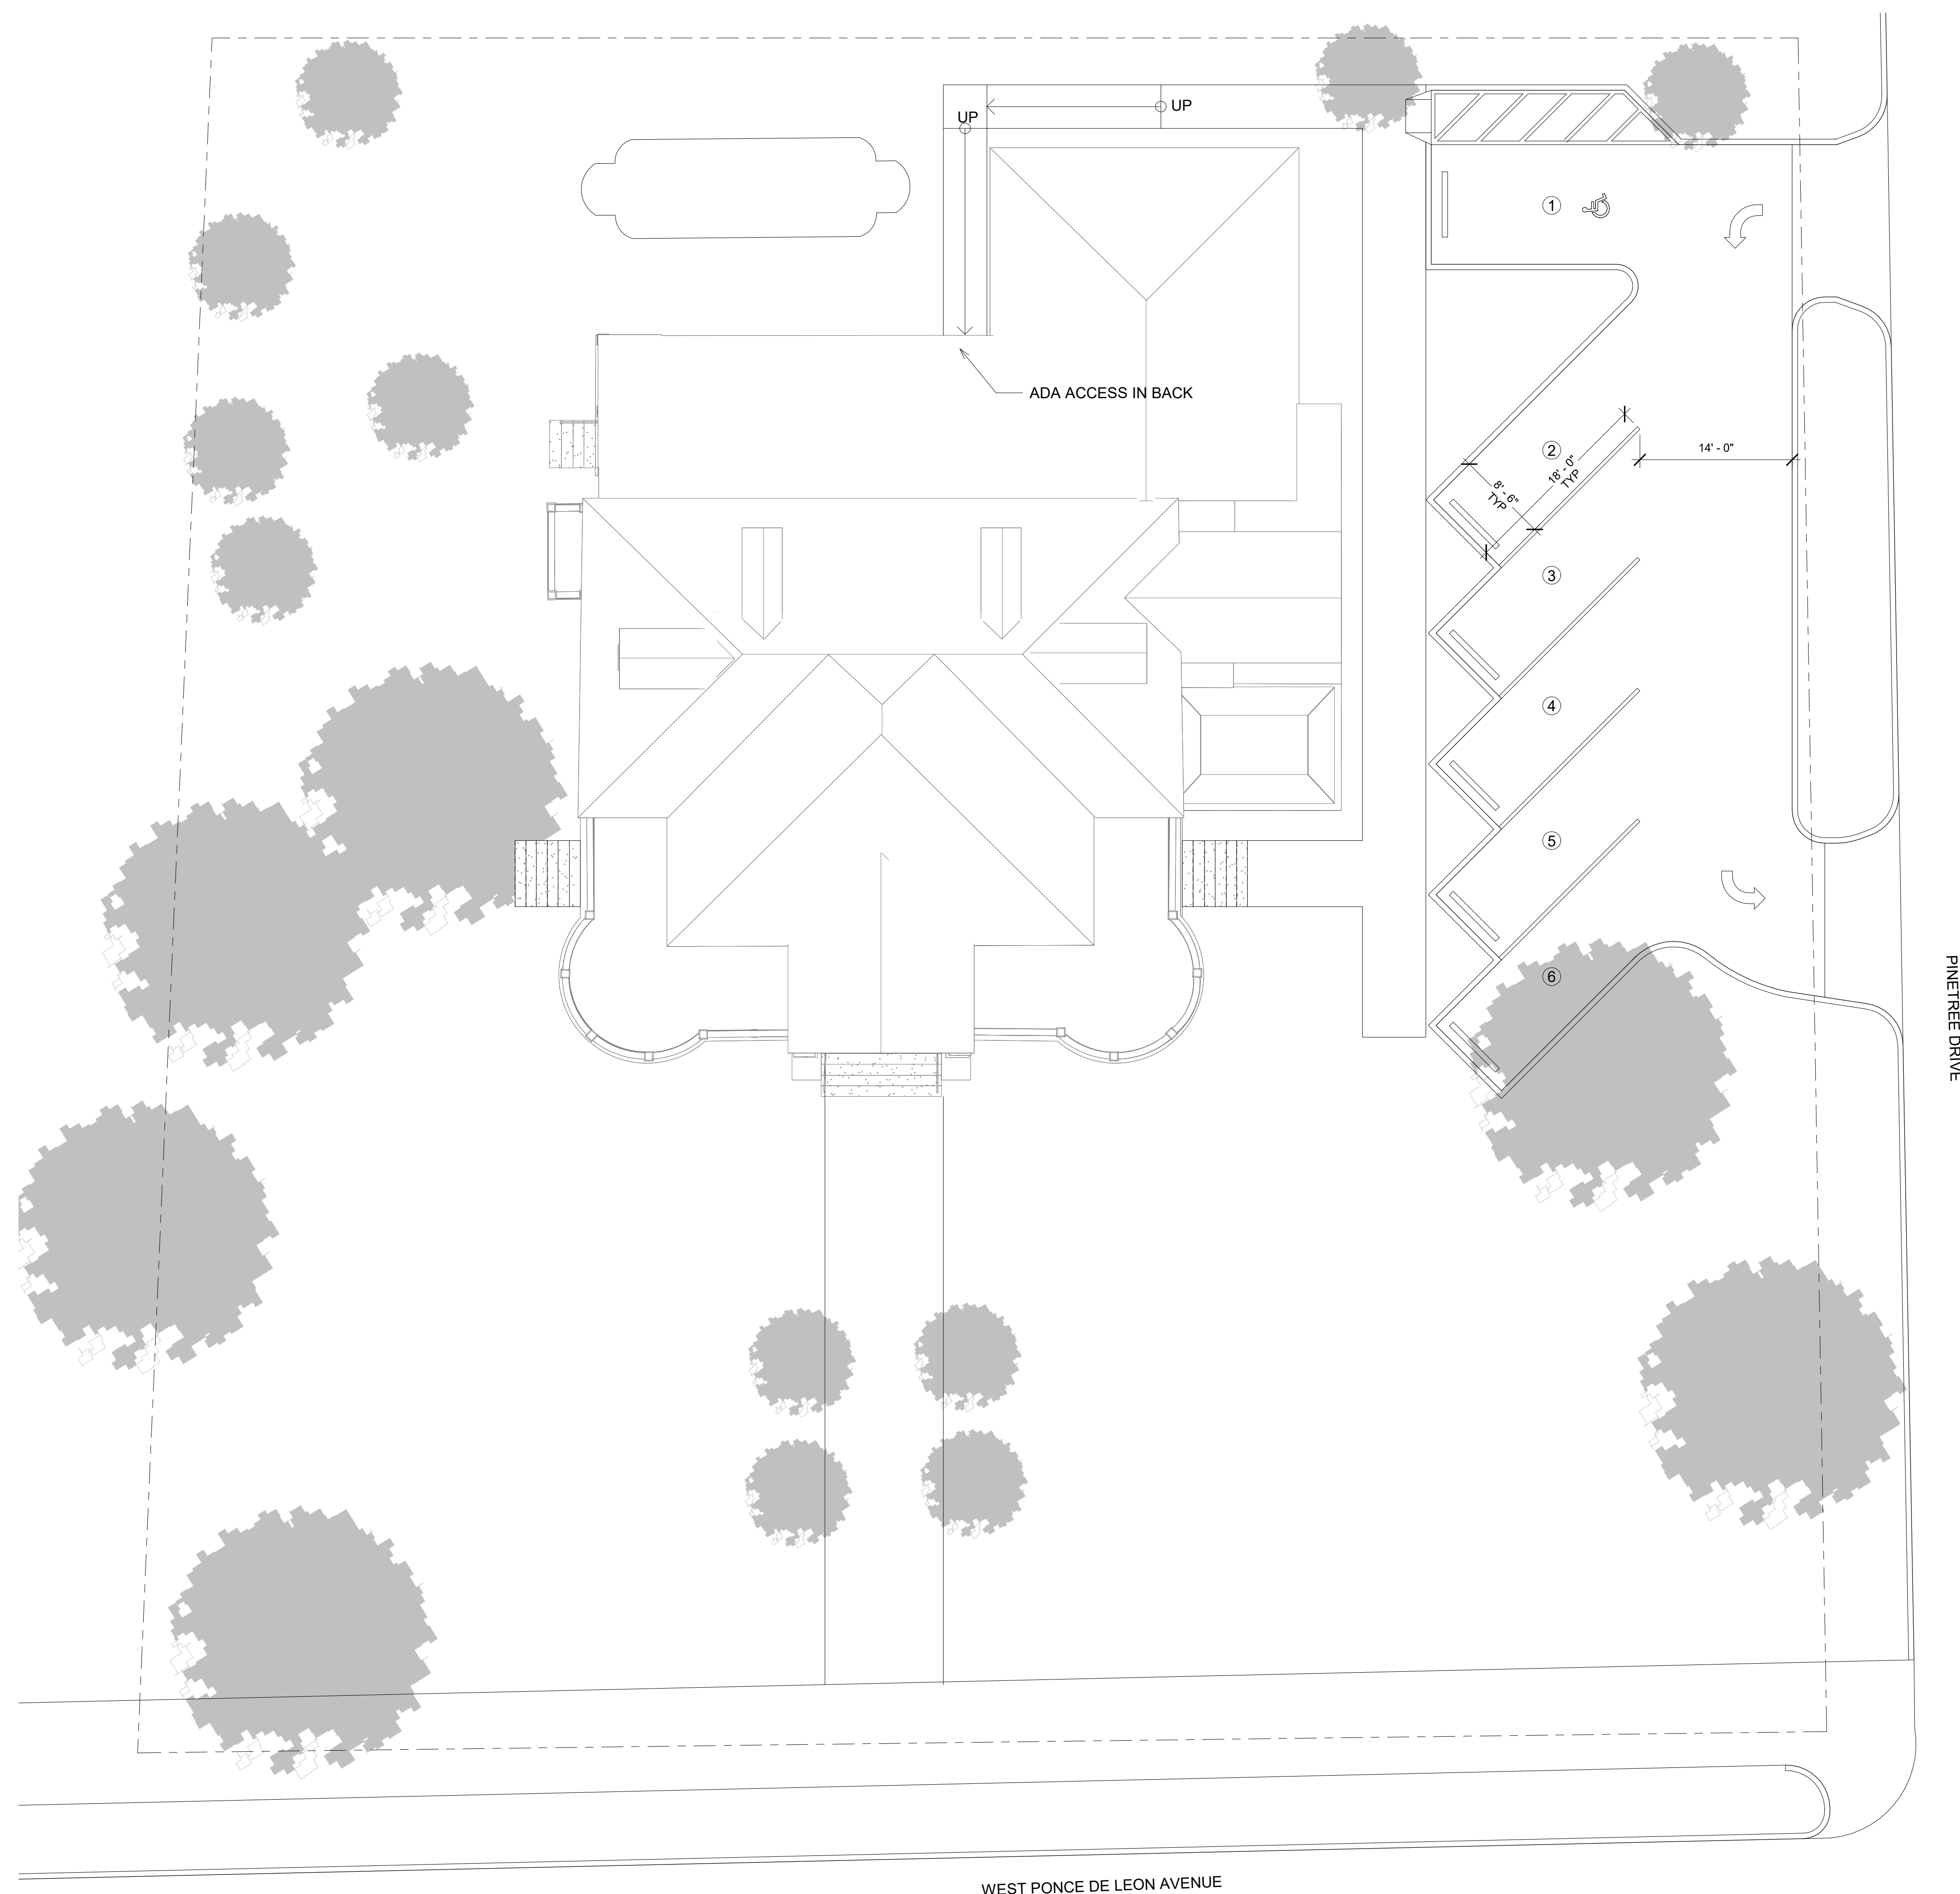 UP
UP
1
ADA ACCESS IN BACK
2
14' - 0"
18' - 0"
TYP
8' - 6"
TYP
3
4
5
6
PINETREE DRIVE
WEST PONCE DE LEON AVENUE